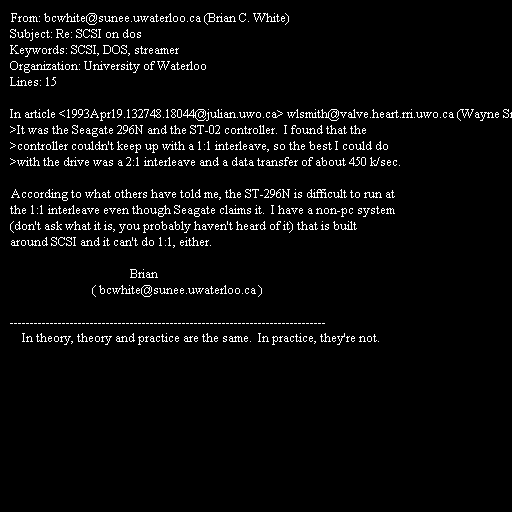 From: bcwhite@sunee.uwaterloo.ca (Brian C. White)
Subject: Re: SCSI on dos
Keywords: SCSI, DOS, streamer
Organization: University of Waterloo
Lines: 15

In article <1993Apr19.132748.18044@julian.uwo.ca> wlsmith@valve.heart.rri.uwo.ca (Wayne
>It was the Seagate 296N and the ST-02 controller.  I found that the
>controller couldn't keep up with a 1:1 interleave, so the best I could do
>with the drive was a 2:1 interleave and a data transfer of about 450 k/sec.

According to what others have told me, the ST-296N is difficult to run at
the 1:1 interleave even though Seagate claims it.  I have a non-pc system
(don't ask what it is, you probably haven't heard of it) that is built
around SCSI and it can't do 1:1, either.

Brian
( bcwhite@sunee.uwaterloo.ca )

-------------------------------------------------------------------------------
In theory, theory and practice are the same.  In practice, they're not.